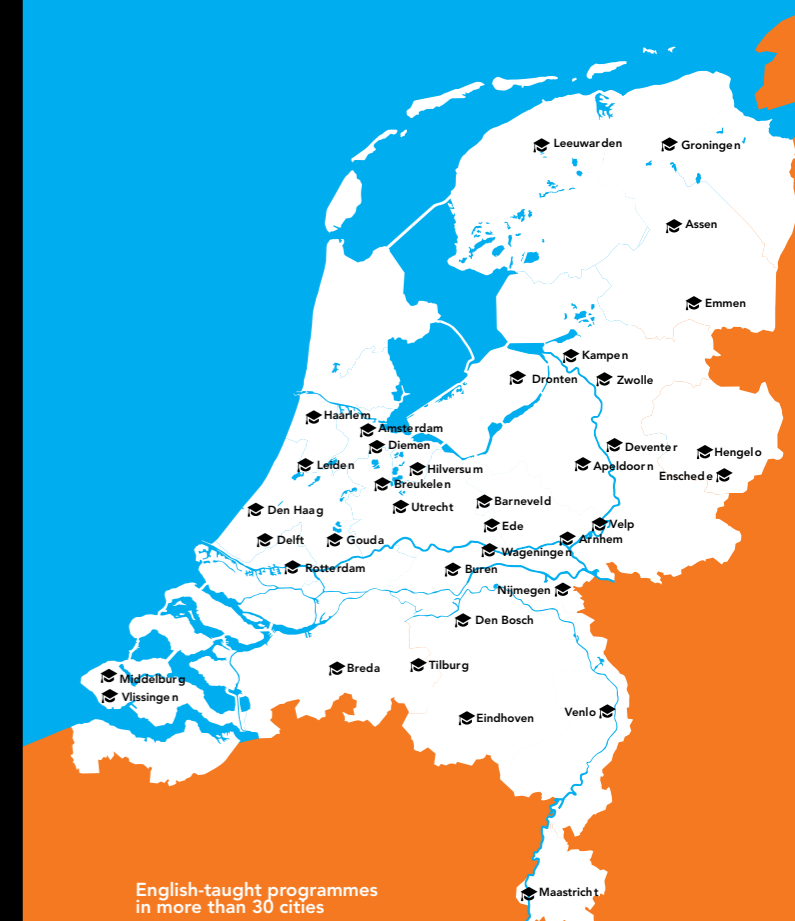 Leeuwarden
Groningen
Assen
Emmen
Kampen
Dronten
Zwolle
Haarlem
Amsterdam
Diemen
Deventer
Hengelo
Leiden
Hilversum
Apeldoorn
Enschede
Breukelen
Barneveld
Den Haag
Utrecht
Ede
Velp
Delft
Gouda
Arnhem
Wageningen
Rotterdam
Buren
Nijmegen
Den Bosch
Breda
Tilburg
Middelburg
Vlissingen
Eindhoven
Venlo
Maastricht
English-taught programmes
in more than 30 cities